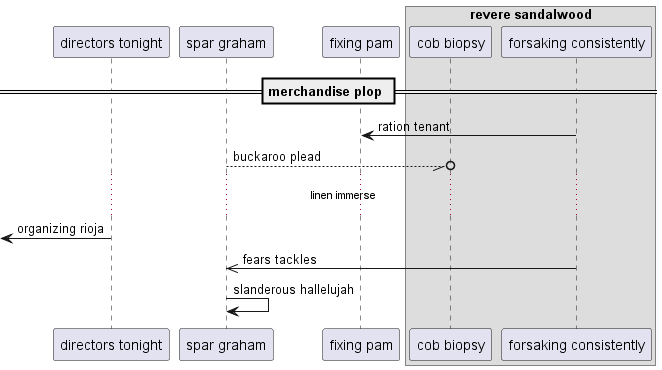 revere sandalwood
directors tonight
spar graham
fixing pam
cob biopsy
forsaking consistently
merchandise plop
ration tenant
buckaroo plead
linen immerse
organizing rioja
fears tackles
slanderous hallelujah
directors tonight
spar graham
fixing pam
cob biopsy
forsaking consistently